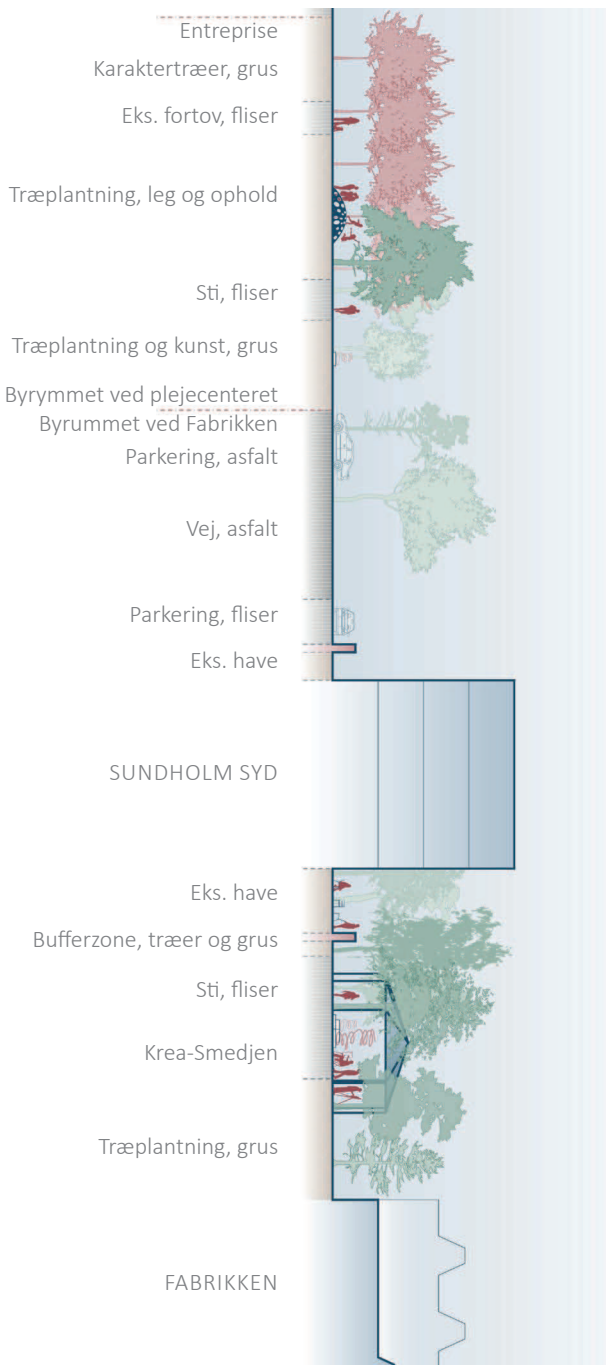 Entreprise
Karaktertræer, grus
Eks. fortov, fliser
Træplantning, leg og ophold
Sti, fliser
Træplantning og kunst, grus
Byrymmet ved plejecenteret
Byrummet ved Fabrikken
Parkering, asfalt
Vej, asfalt
Parkering, fliser
Eks. have
SUNDHOLM SYD
Eks. have
Bufferzone, træer og grus
Sti, fliser
Krea-Smedjen
Træplantning, grus
FABRIKKEN